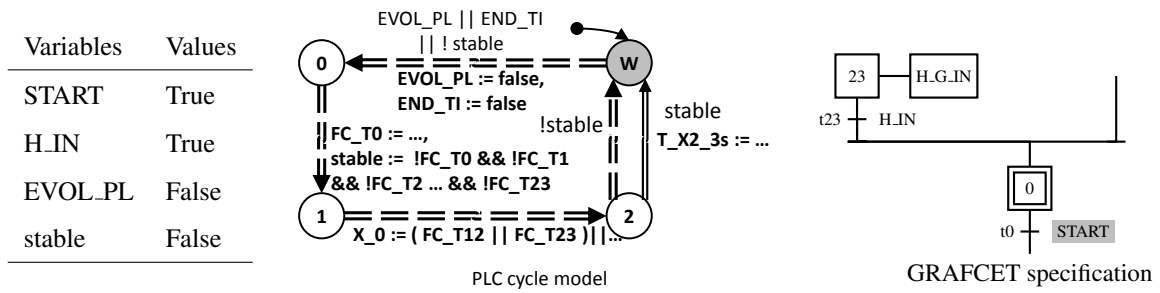 Variables Values
START True
H_IN True
EVOL_PL False
stable False
EVOL_PL || END_TI
|| ! stable
0
W
EVOL_PL := false,
END_TI := false
FC_T0 := ...,
stable := !FC_T0 && !FC_T1
&& !FC_T2 ... && !FC_T23
!stable
stable
T_X2_3s := ...
1
2
X_0 := ( FC_T12 || FC_T23 )||...
PLC cycle model
23
H_G_IN
t23
H_IN
0
t0
START
GRAFCET specification